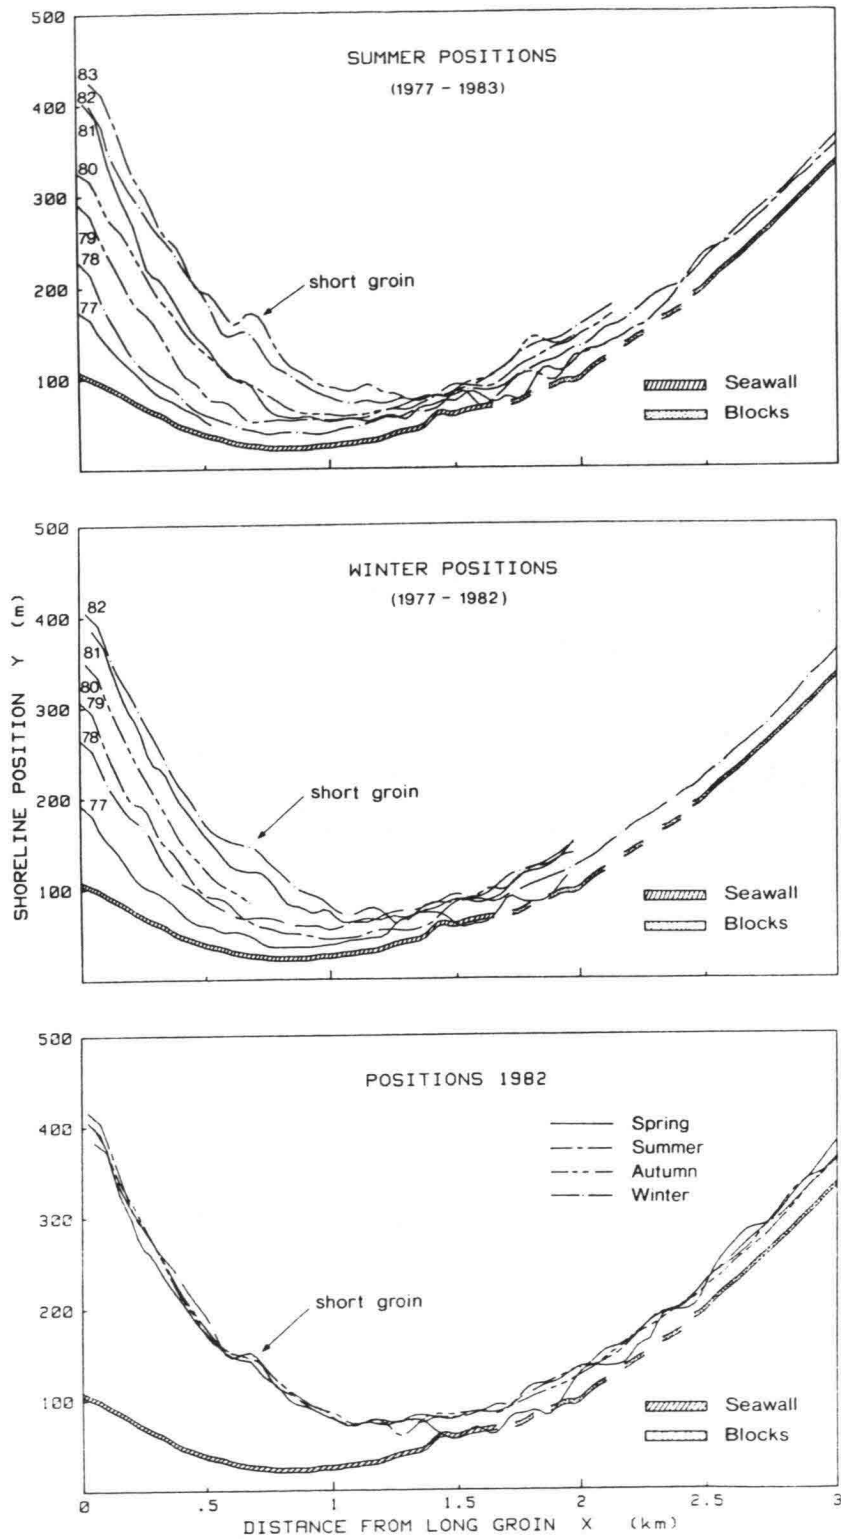 500
SUMMER POSITIONS
(1977 - 1983)
83
82
400
81
80
300
79
78
short groin
200
77
100
Seawall
Blocks
500
WINTER POSITIONS
(1977 - 1982)
82
400
81
80
300
79
78
short groin
200
77
100
Seawall
Blocks
SHORELINE POSITION Y (m)
500
POSITIONS 1982
Spring
400
Summer
Autumn
Winter
300
short groin
200
100
Seawall
Blocks
0 .5 1 1.5 2 2.5 3
DISTANCE FROM LONG GROIN X (km)